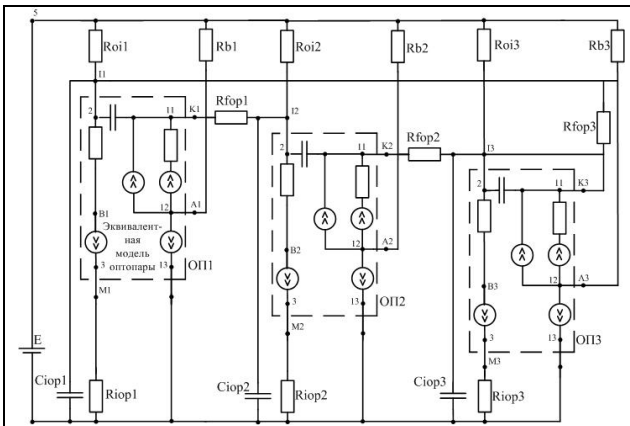 5
Roi1 Rb1 Roi2 Rb2 Roi3 Rb3
I1
2 11 K1 Rfop1 I2
Rfop3
2 11 K2 Rfop2 I3
2 11 K3
B1 12 A1
Эквивалент-
ная
модель
оптопары
3 13 ОП1
B2 12 A2
M1
3 13 ОП2
B3 12 A3
M2
E
3 13 ОП3
M3
Ciop1 Riop1 Ciop2 Riop2 Ciop3 Riop3